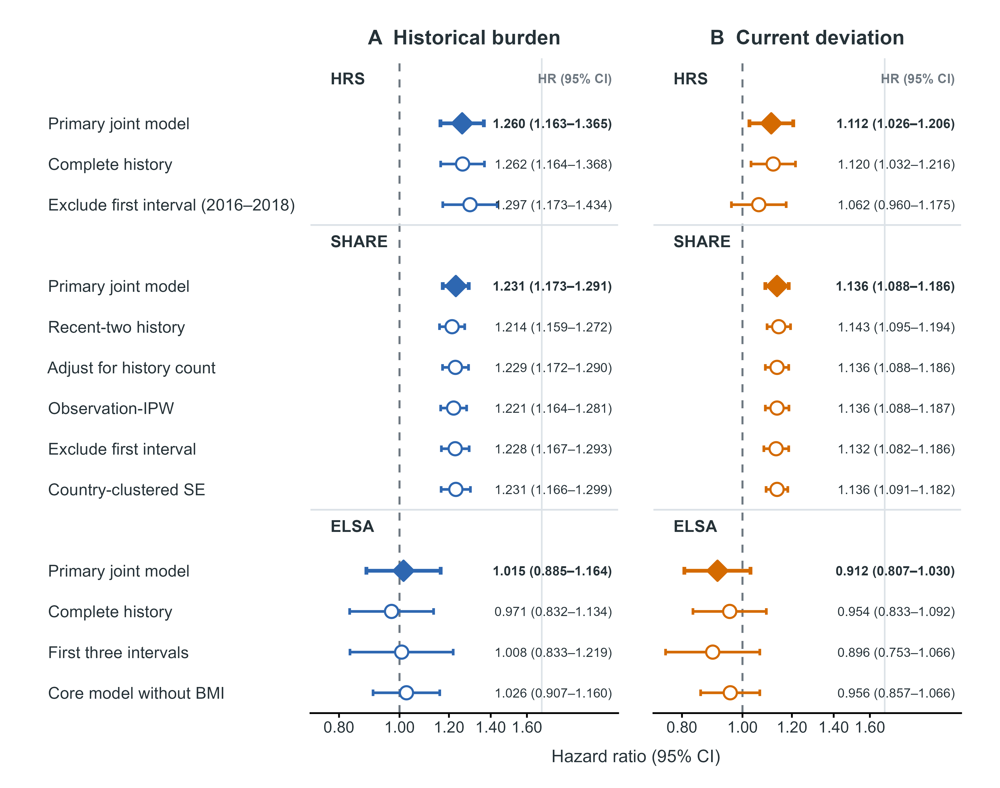 A Historical burden B Current deviation
HRS HR (95% CI) HRS HR (95% CI)
Primary joint model 1.260 (1.163–1.365) 1.112 (1.026–1.206)
Complete history 1.262 (1.164–1.368) 1.120 (1.032–1.216)
Exclude first interval (2016–2018) 1.297 (1.173–1.434) 1.062 (0.960–1.175)
SHARE SHARE
Primary joint model 1.231 (1.173–1.291) 1.136 (1.088–1.186)
Recent-two history 1.214 (1.159–1.272) 1.143 (1.095–1.194)
Adjust for history count 1.229 (1.172–1.290) 1.136 (1.088–1.186)
Observation-IPW 1.221 (1.164–1.281) 1.136 (1.088–1.187)
Exclude first interval 1.228 (1.167–1.293) 1.132 (1.082–1.186)
Country-clustered SE 1.231 (1.166–1.299) 1.136 (1.091–1.182)
ELSA ELSA
Primary joint model 1.015 (0.885–1.164) 0.912 (0.807–1.030)
Complete history 0.971 (0.832–1.134) 0.954 (0.833–1.092)
First three intervals 1.008 (0.833–1.219) 0.896 (0.753–1.066)
Core model without BMI 1.026 (0.907–1.160) 0.956 (0.857–1.066)
0.80 1.00 1.20 1.40 1.60 0.80 1.00 1.20 1.40 1.60
Hazard ratio (95% CI)